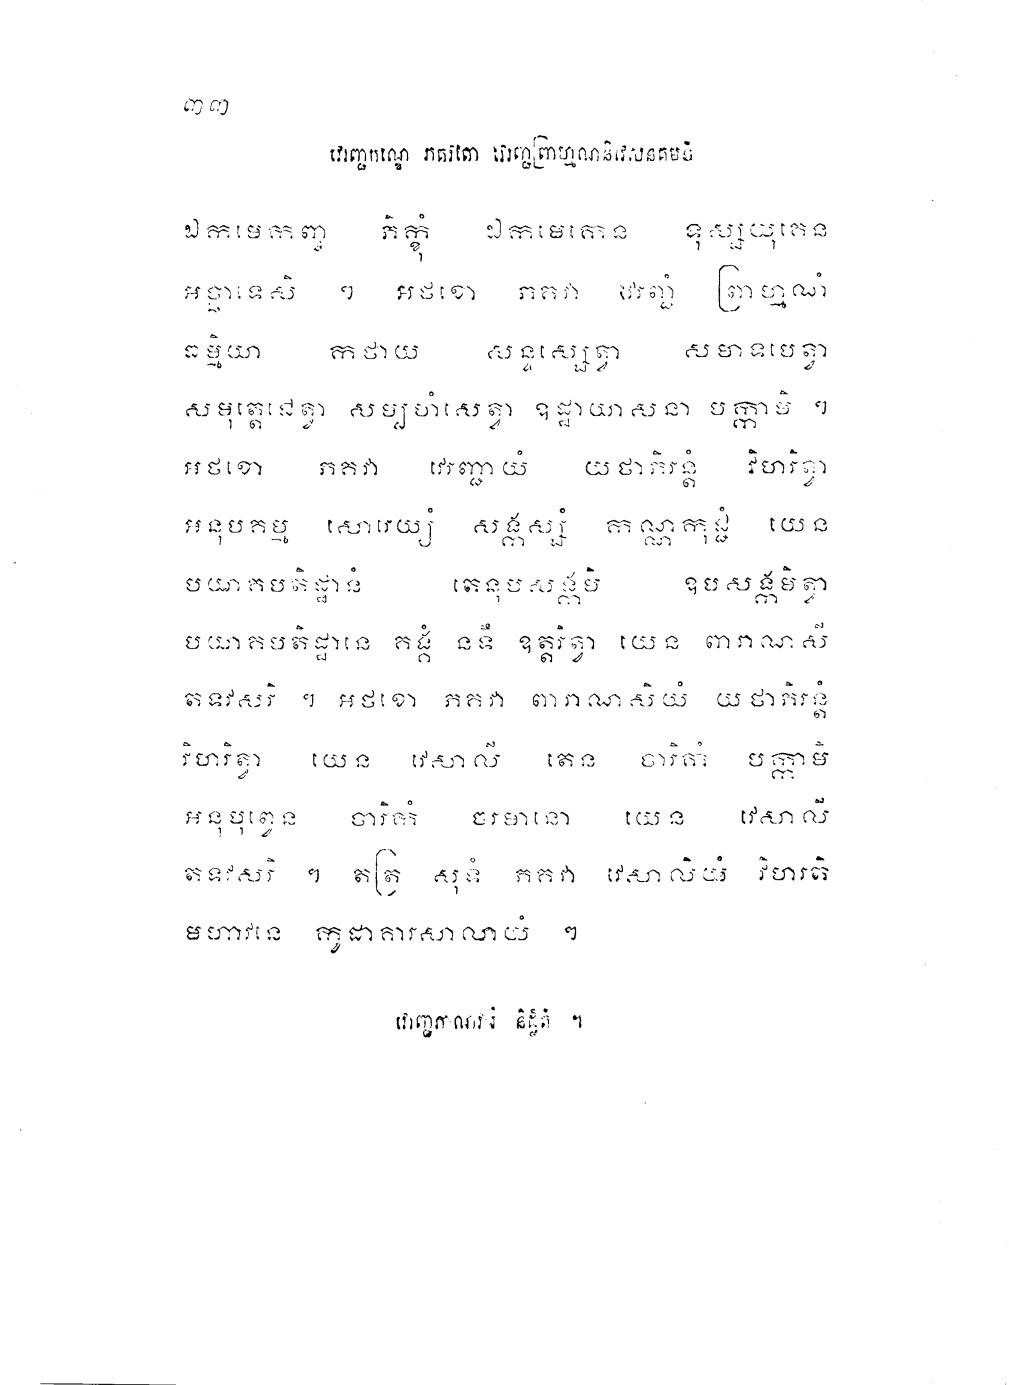 ៣៣
វេរញ្ជកណ្ឌេ ភគវតោ វេរញ្ជព្រាហ្មណនិវេសនគមនំ
ឯកមេកញ្ច ភិក្ខុំ ឯកមេកេន ទុស្សយុគេន
អច្ឆាទេសិ ។ អថខោ ភគវា វេរញ្ជំ ព្រាហ្មណំ
ធម្មិយា កថាយ សន្ទស្សេត្វា សមាទបេត្វា
សមុត្តេជេត្វា សម្បហំសេត្វា ឧដ្ឋាយាសនា បក្កាមិ ។
អថខោ ភគវា វេរញ្ជាយំ យថាភិរន្តំ វិហរិត្វា
អនុបគម្ម សោរេយ្យំ សង្កស្សំ កណ្ណកុជ្ជំ យេន
បយាគបតិដ្ឋានំ តេនុបសង្កមិ ឧបសង្កមិត្វា
បយាគបតិដ្ឋានេ គង្គំ នទឹ ឧត្តរិត្វា យេន ពារាណសី
តទវសរិ ។ អថខោ ភគវា ពារាណសិយំ យថាភិរន្តំ
វិហរិត្វា យេន វេសាលី តេន ចារិកំ បក្កាមិ
អនុបុព្វេន ចារិកំ ចរមានោ យេន វេសាលី
តទវសរិ ។ តត្រ សុទំ ភគវា វេសាលិយំ វិហរតិ
មហាវនេ កូដាគារសាលាយំ ។
វេរញ្ជភាណវារំ និដ្ឋិតំ ។